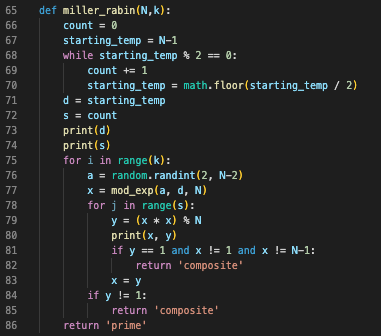 65 def miller_rabin(N,k):
66     count = 0
67     starting_temp = N-1
68     while starting_temp % 2 == 0:
69         count += 1
70         starting_temp = math.floor(starting_temp / 2)
71     d = starting_temp
72     s = count
73     print(d)
74     print(s)
75     for i in range(k):
76         a = random.randint(2, N-2)
77         x = mod_exp(a, d, N)
78         for j in range(s):
79             y = (x * x) % N
80             print(x, y)
81             if y == 1 and x != 1 and x != N-1:
82                 return 'composite'
83             x = y
84         if y != 1:
85             return 'composite'
86     return 'prime'